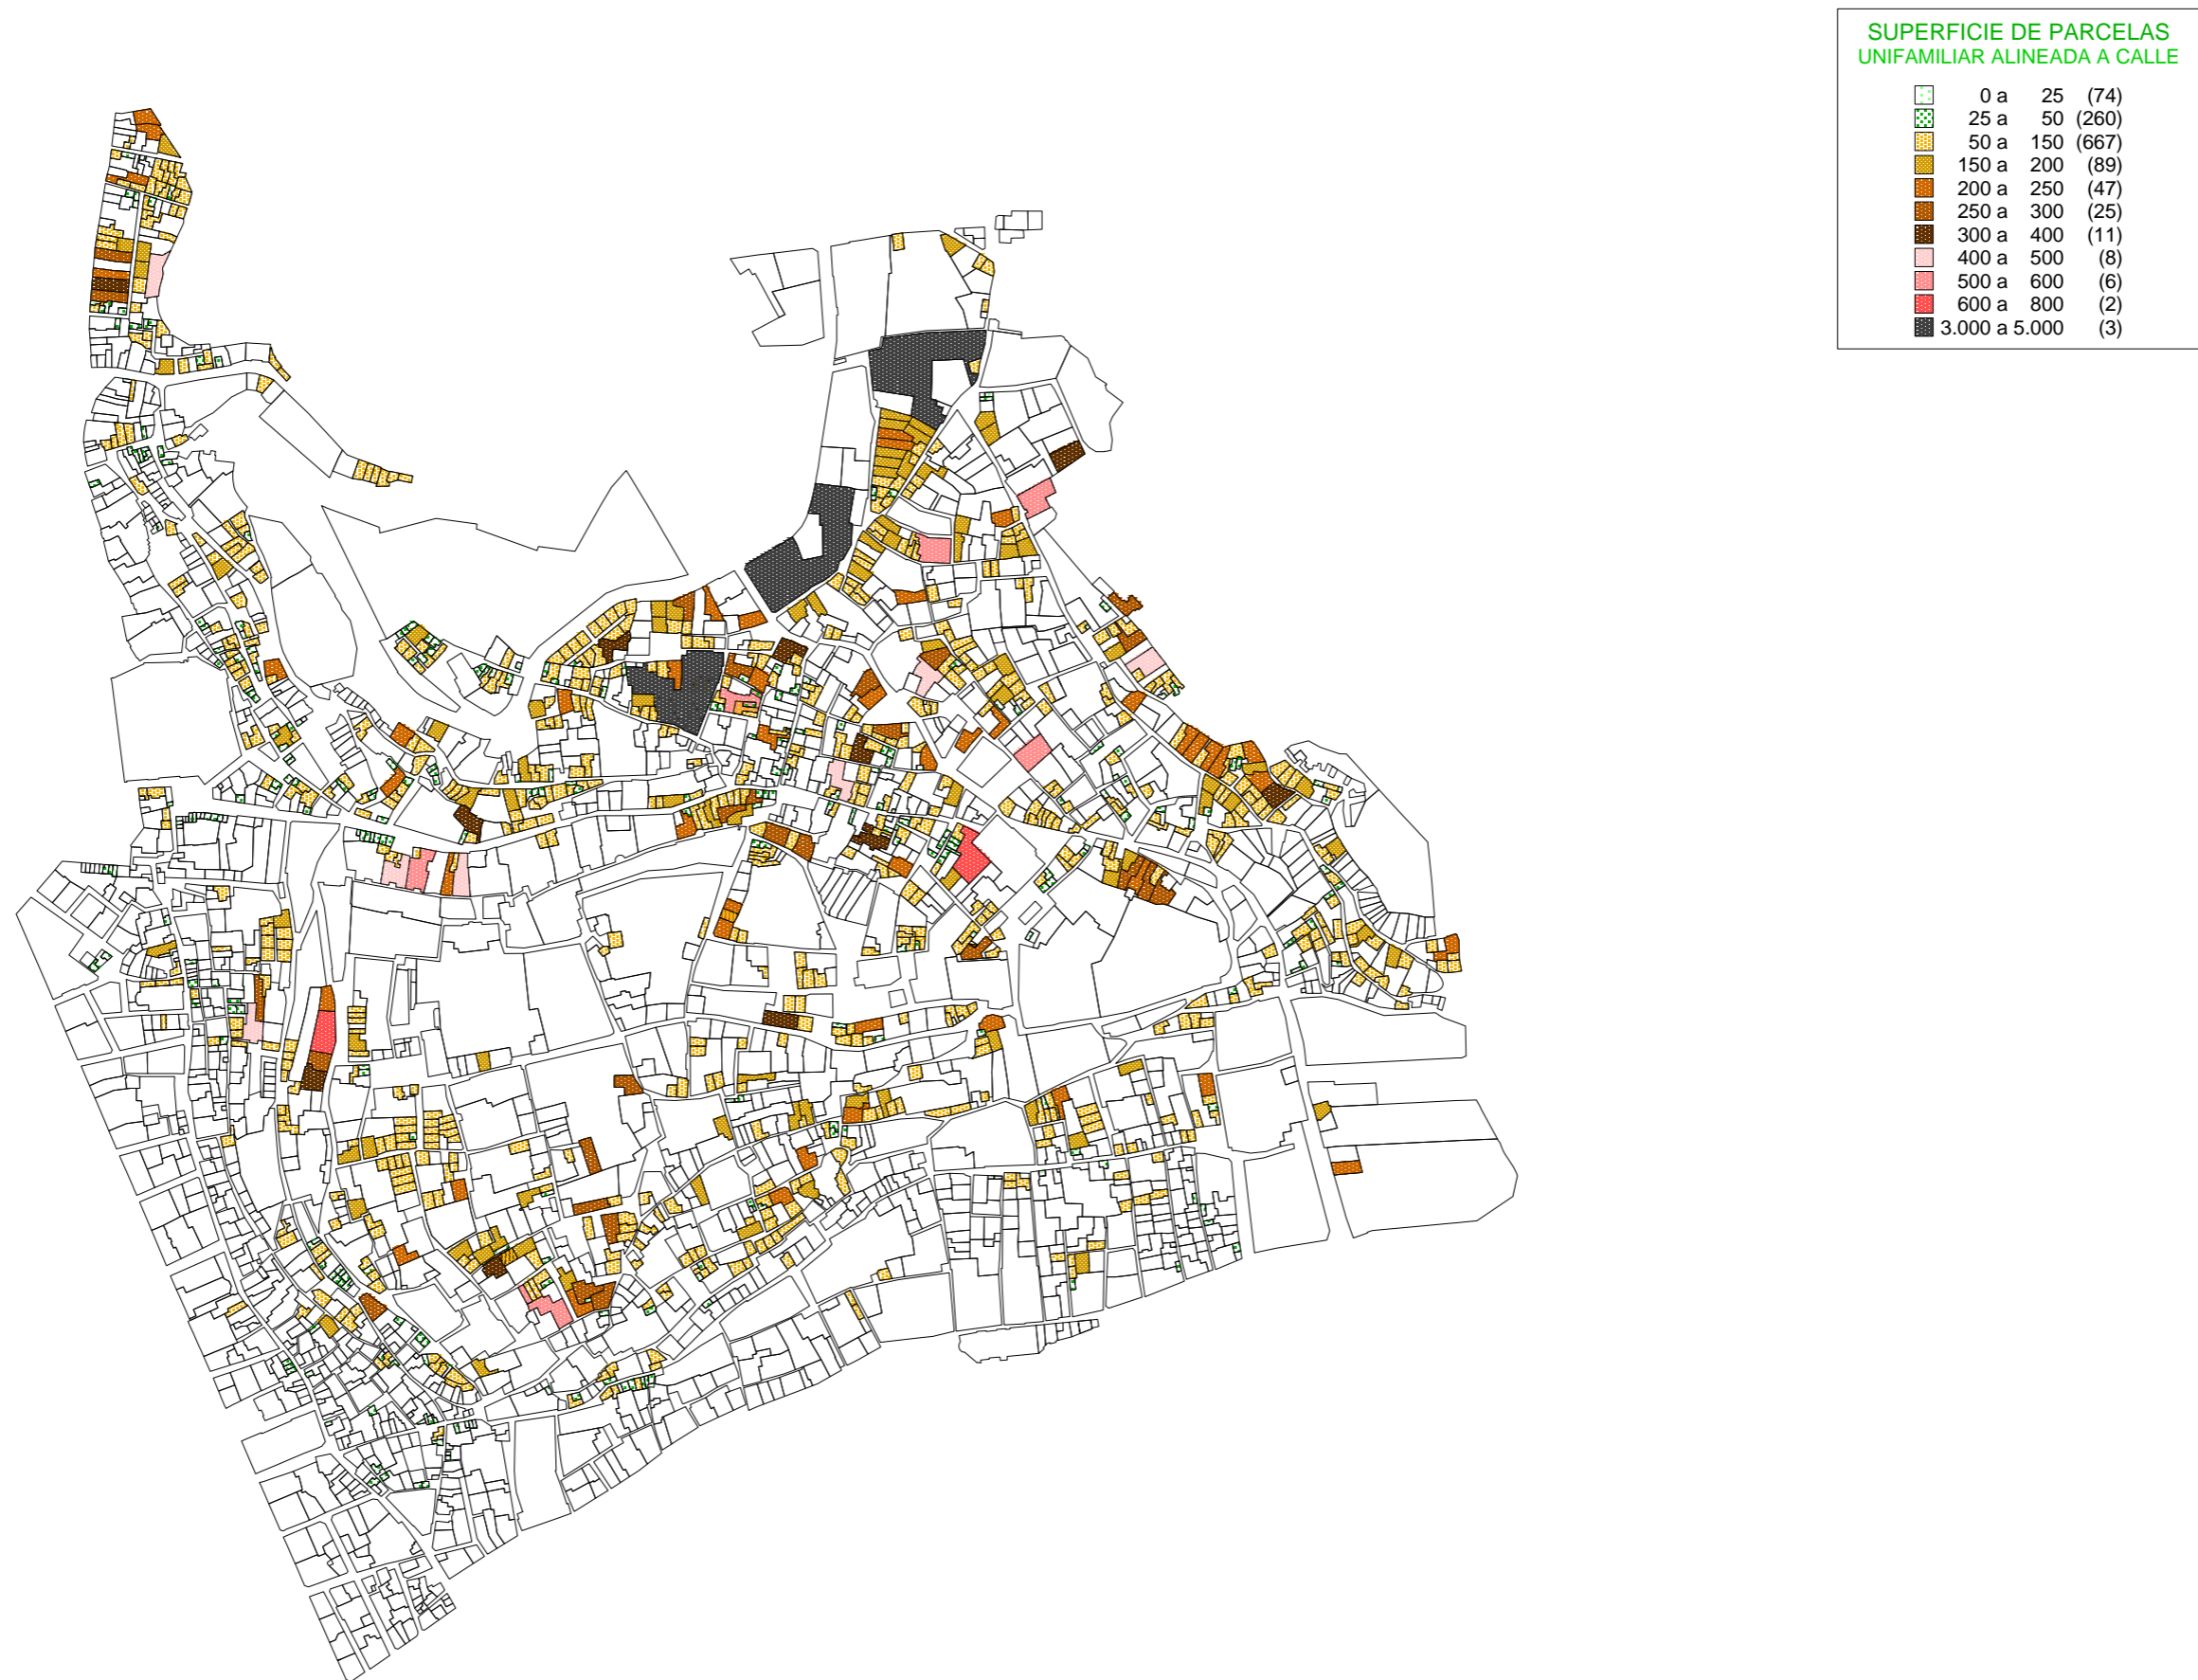 SUPERFICIE DE PARCELAS
UNIFAMILIAR ALINEADA A CALLE
0 a 25 (74)
25 a 50 (260)
50 a 150 (667)
150 a 200 (89)
200 a 250 (47)
250 a 300 (25)
300 a 400 (11)
400 a 500 (8)
500 a 600 (6)
600 a 800 (2)
3.000 a 5.000 (3)